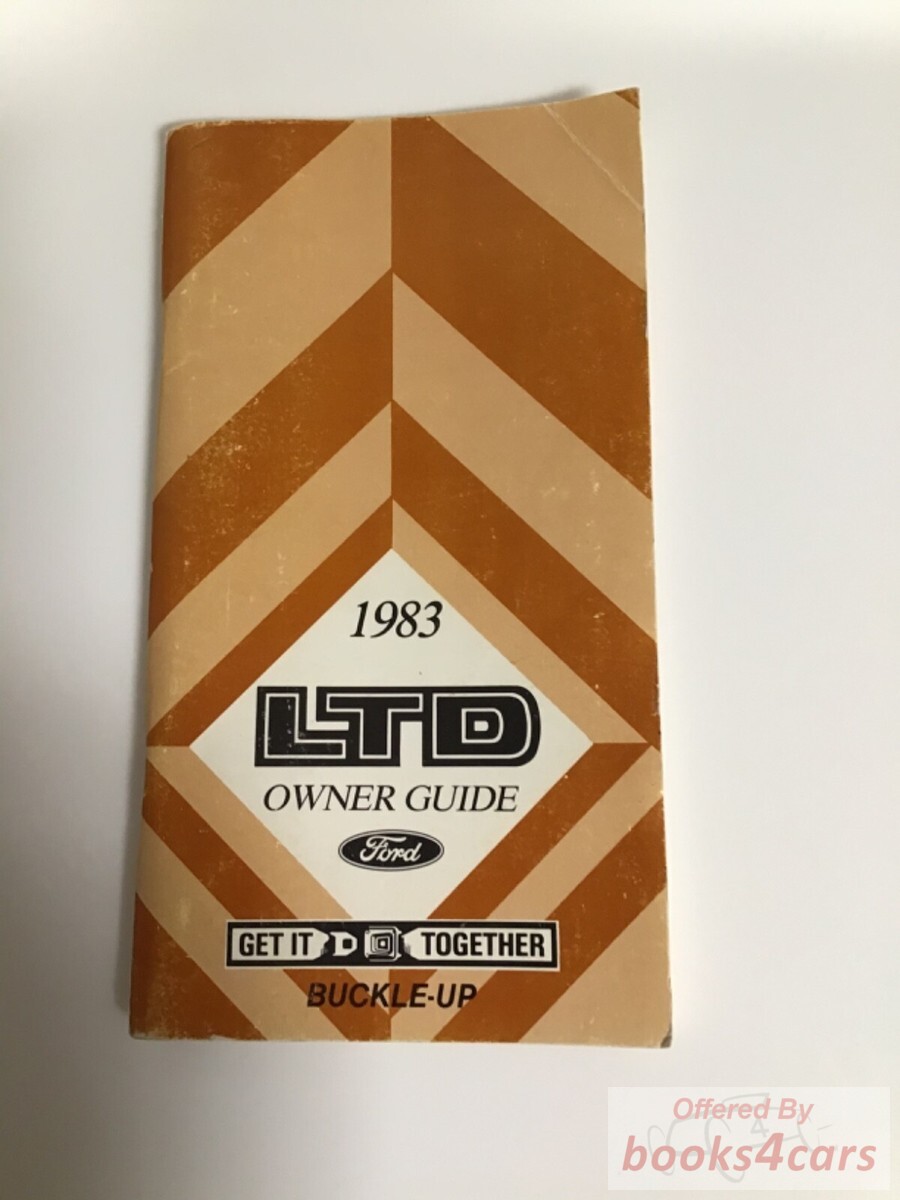 1983
LTD
OWNER GUIDE
Ford
GET IT TOGETHER
BUCKLE-UP
Offered By
books4cars